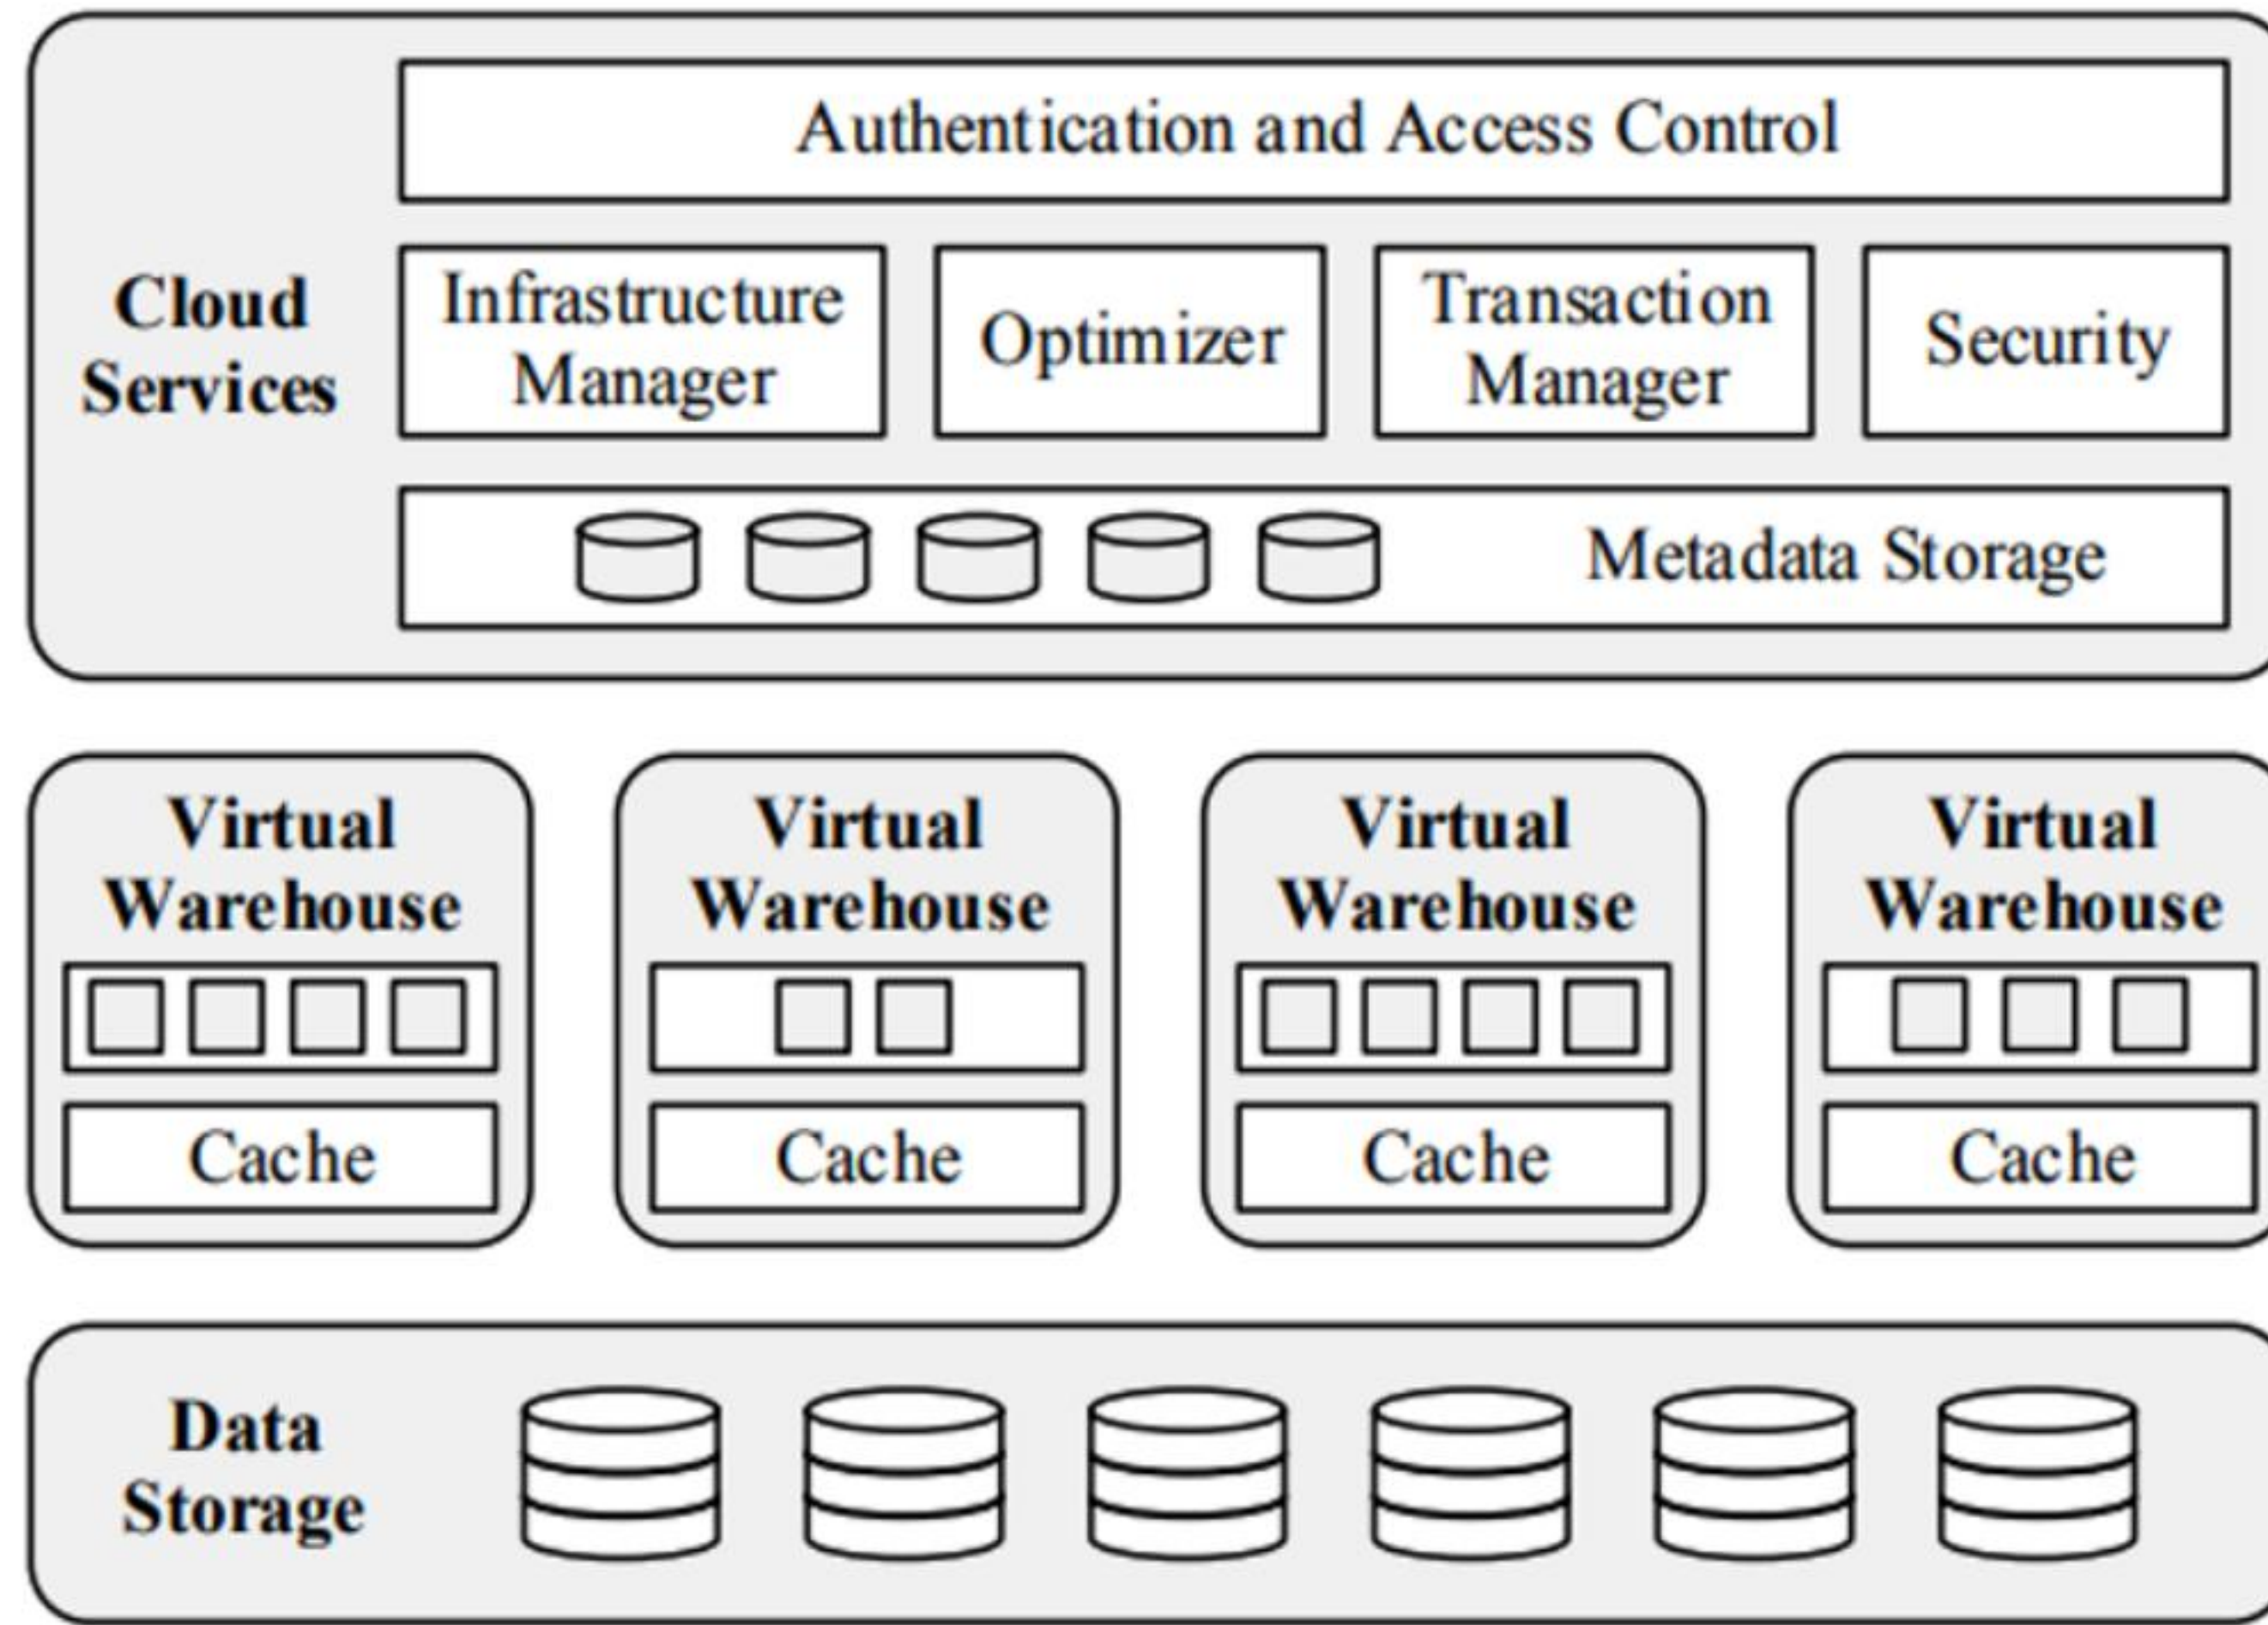 Authentication and Access Control
Cloud
Services
Infrastructure
Manager
Optimizer
Transaction
Manager
Security
Metadata Storage
Virtual
Warehouse
Cache
Virtual
Warehouse
Cache
Virtual
Warehouse
Cache
Virtual
Warehouse
Cache
Data
Storage